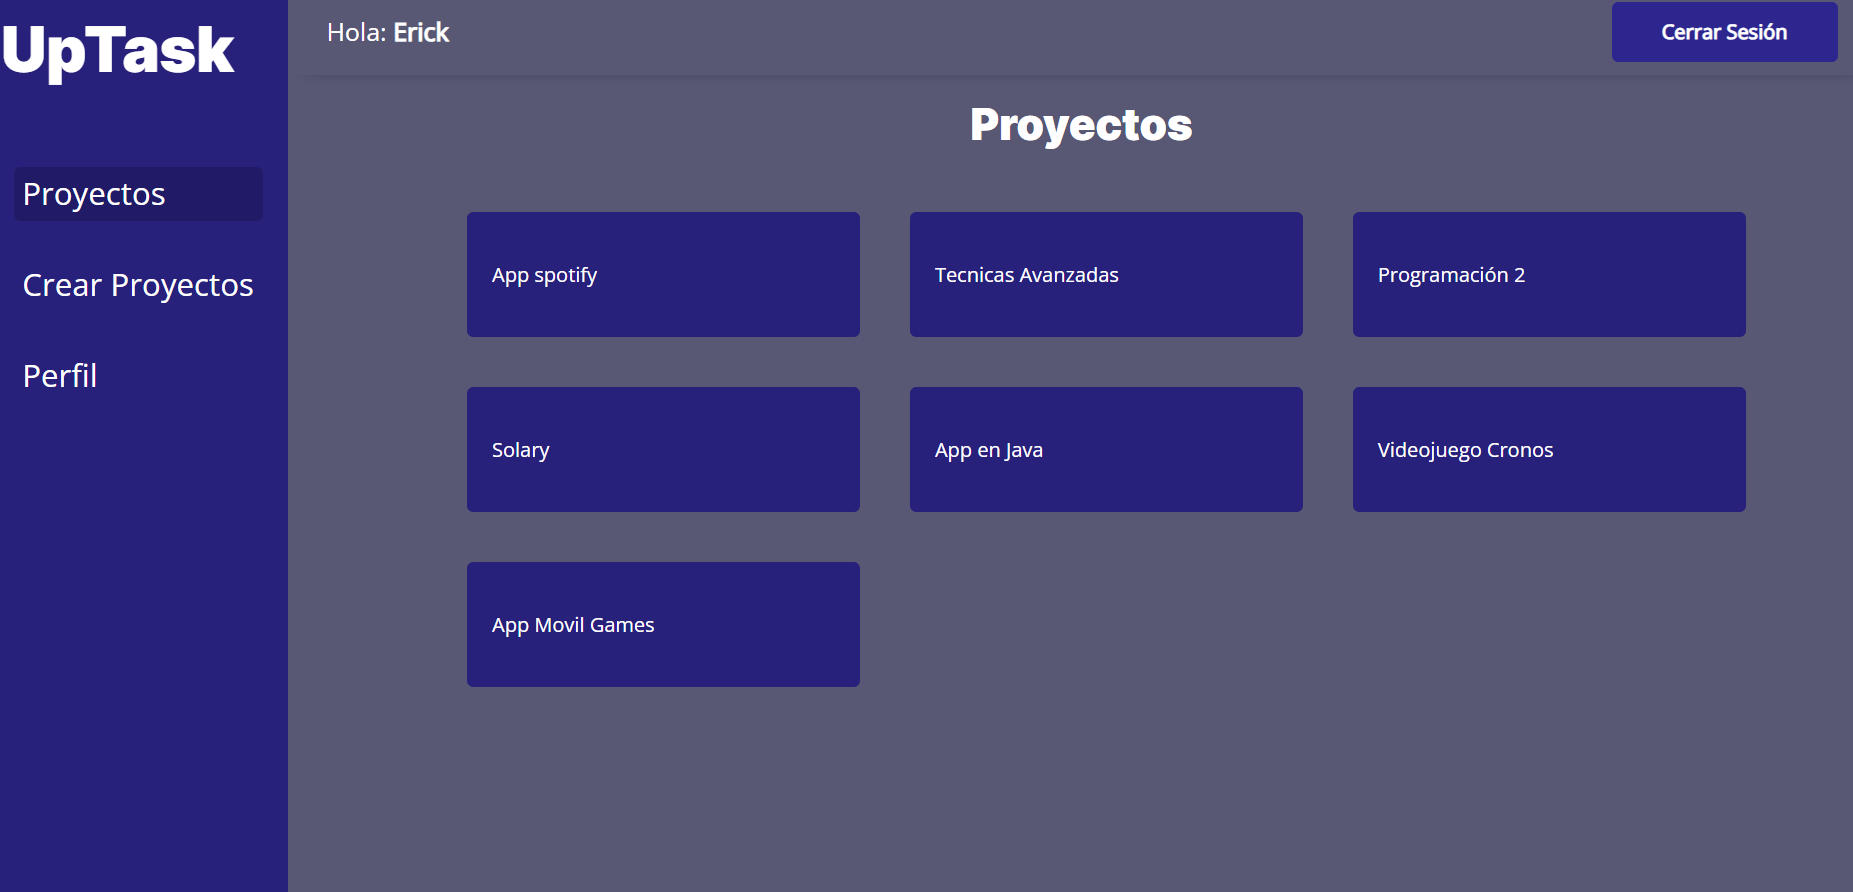 UpTask
Hola: Erick
Cerrar Sesión
Proyectos
Crear Proyectos
Perfil
Proyectos
App spotify
Tecnicas Avanzadas
Programación 2
Solary
App en Java
Videojuego Cronos
App Movil Games